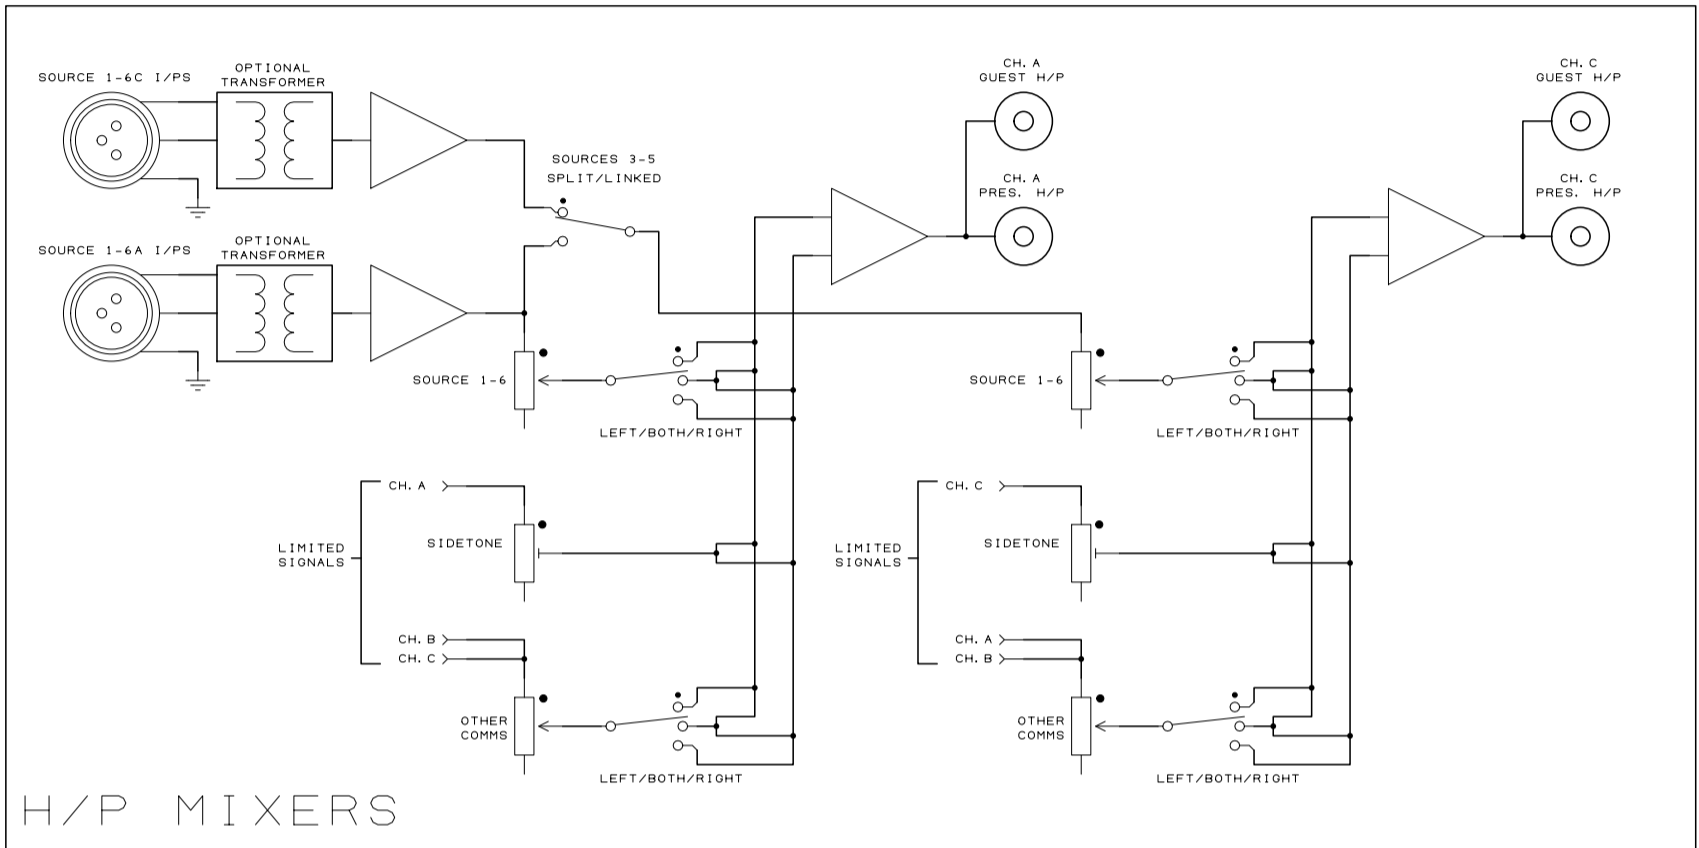 SOURCE 1-6C I/PS
OPTIONAL
TRANSFORMER
SOURCES 3-5
SPLIT/LINKED
CH. A
GUEST H/P
CH. A
PRES. H/P
CH. C
GUEST H/P
CH. C
PRES. H/P
SOURCE 1-6A I/PS
OPTIONAL
TRANSFORMER
SOURCE 1-6
LEFT/BOTH/RIGHT
SOURCE 1-6
LEFT/BOTH/RIGHT
CH. A
LIMITED
SIGNALS
SIDETONE
CH. B
CH. C
OTHER
COMMS
LEFT/BOTH/RIGHT
CH. C
LIMITED
SIGNALS
SIDETONE
CH. A
CH. B
OTHER
COMMS
LEFT/BOTH/RIGHT
H/P MIXERS